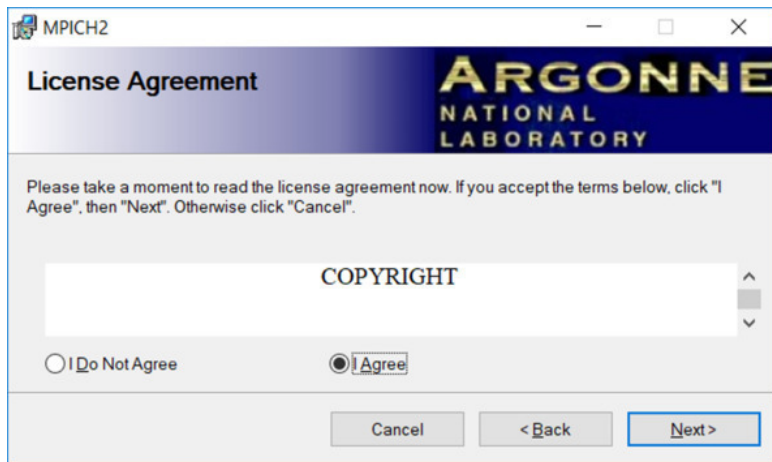 MPICH2
License Agreement
ARGONNE
NATIONAL
LABORATORY
Please take a moment to read the license agreement now. If you accept the terms below, click "I
Agree", then "Next". Otherwise click "Cancel".
COPYRIGHT
I Do Not Agree
I Agree
Cancel
< Back
Next >